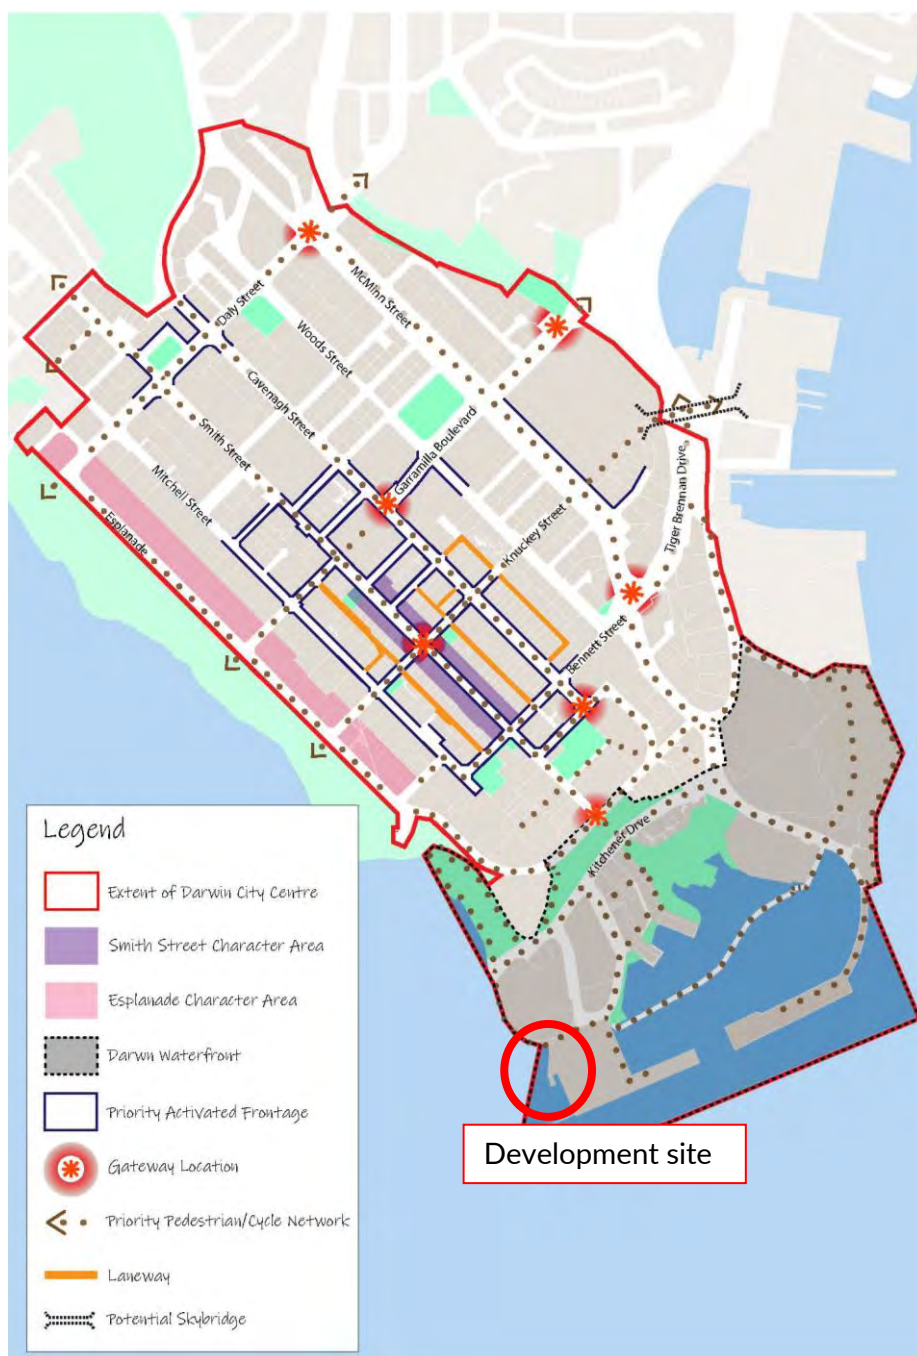 McMinn Street
Daly Street
Woods Street
Cavenagh Street
Smith Street
Garramilla Boulevard
Mitchell Street
Tiger Brennan Drive
Knuckey Street
Esplanade
Bennett Street
Kitchener Drve
Legend
Extent of Darwin City Centre
Smith Street Character Area
Esplanade Character Area
Darwn Waterfront
Priority Activated Frontage
Gateway Location
Priority Pedestrian/Cycle Network
Laneway
Potential Skybridge
Development site